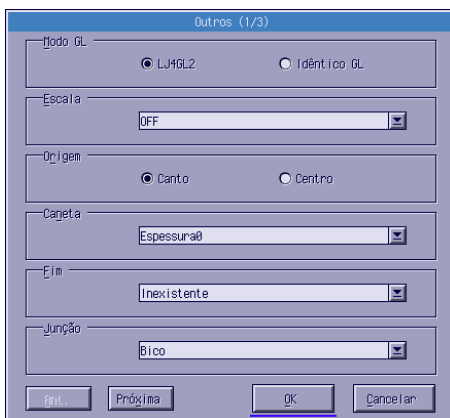 Outros (1/3)
Modo GL
LJ4GL2 Idêntico GL
Escala
OFF
Origem
Canto Centro
Caneta
Espessura0
Fim
Inexistente
Junção
Bico
Ant. Próxima OK Cancelar